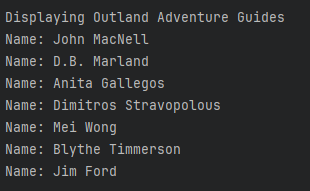 Displaying Outland Adventure Guides
Name: John MacNell
Name: D.B. Marland
Name: Anita Gallegos
Name: Dimitros Stravopolous
Name: Mei Wong
Name: Blythe Timmerson
Name: Jim Ford